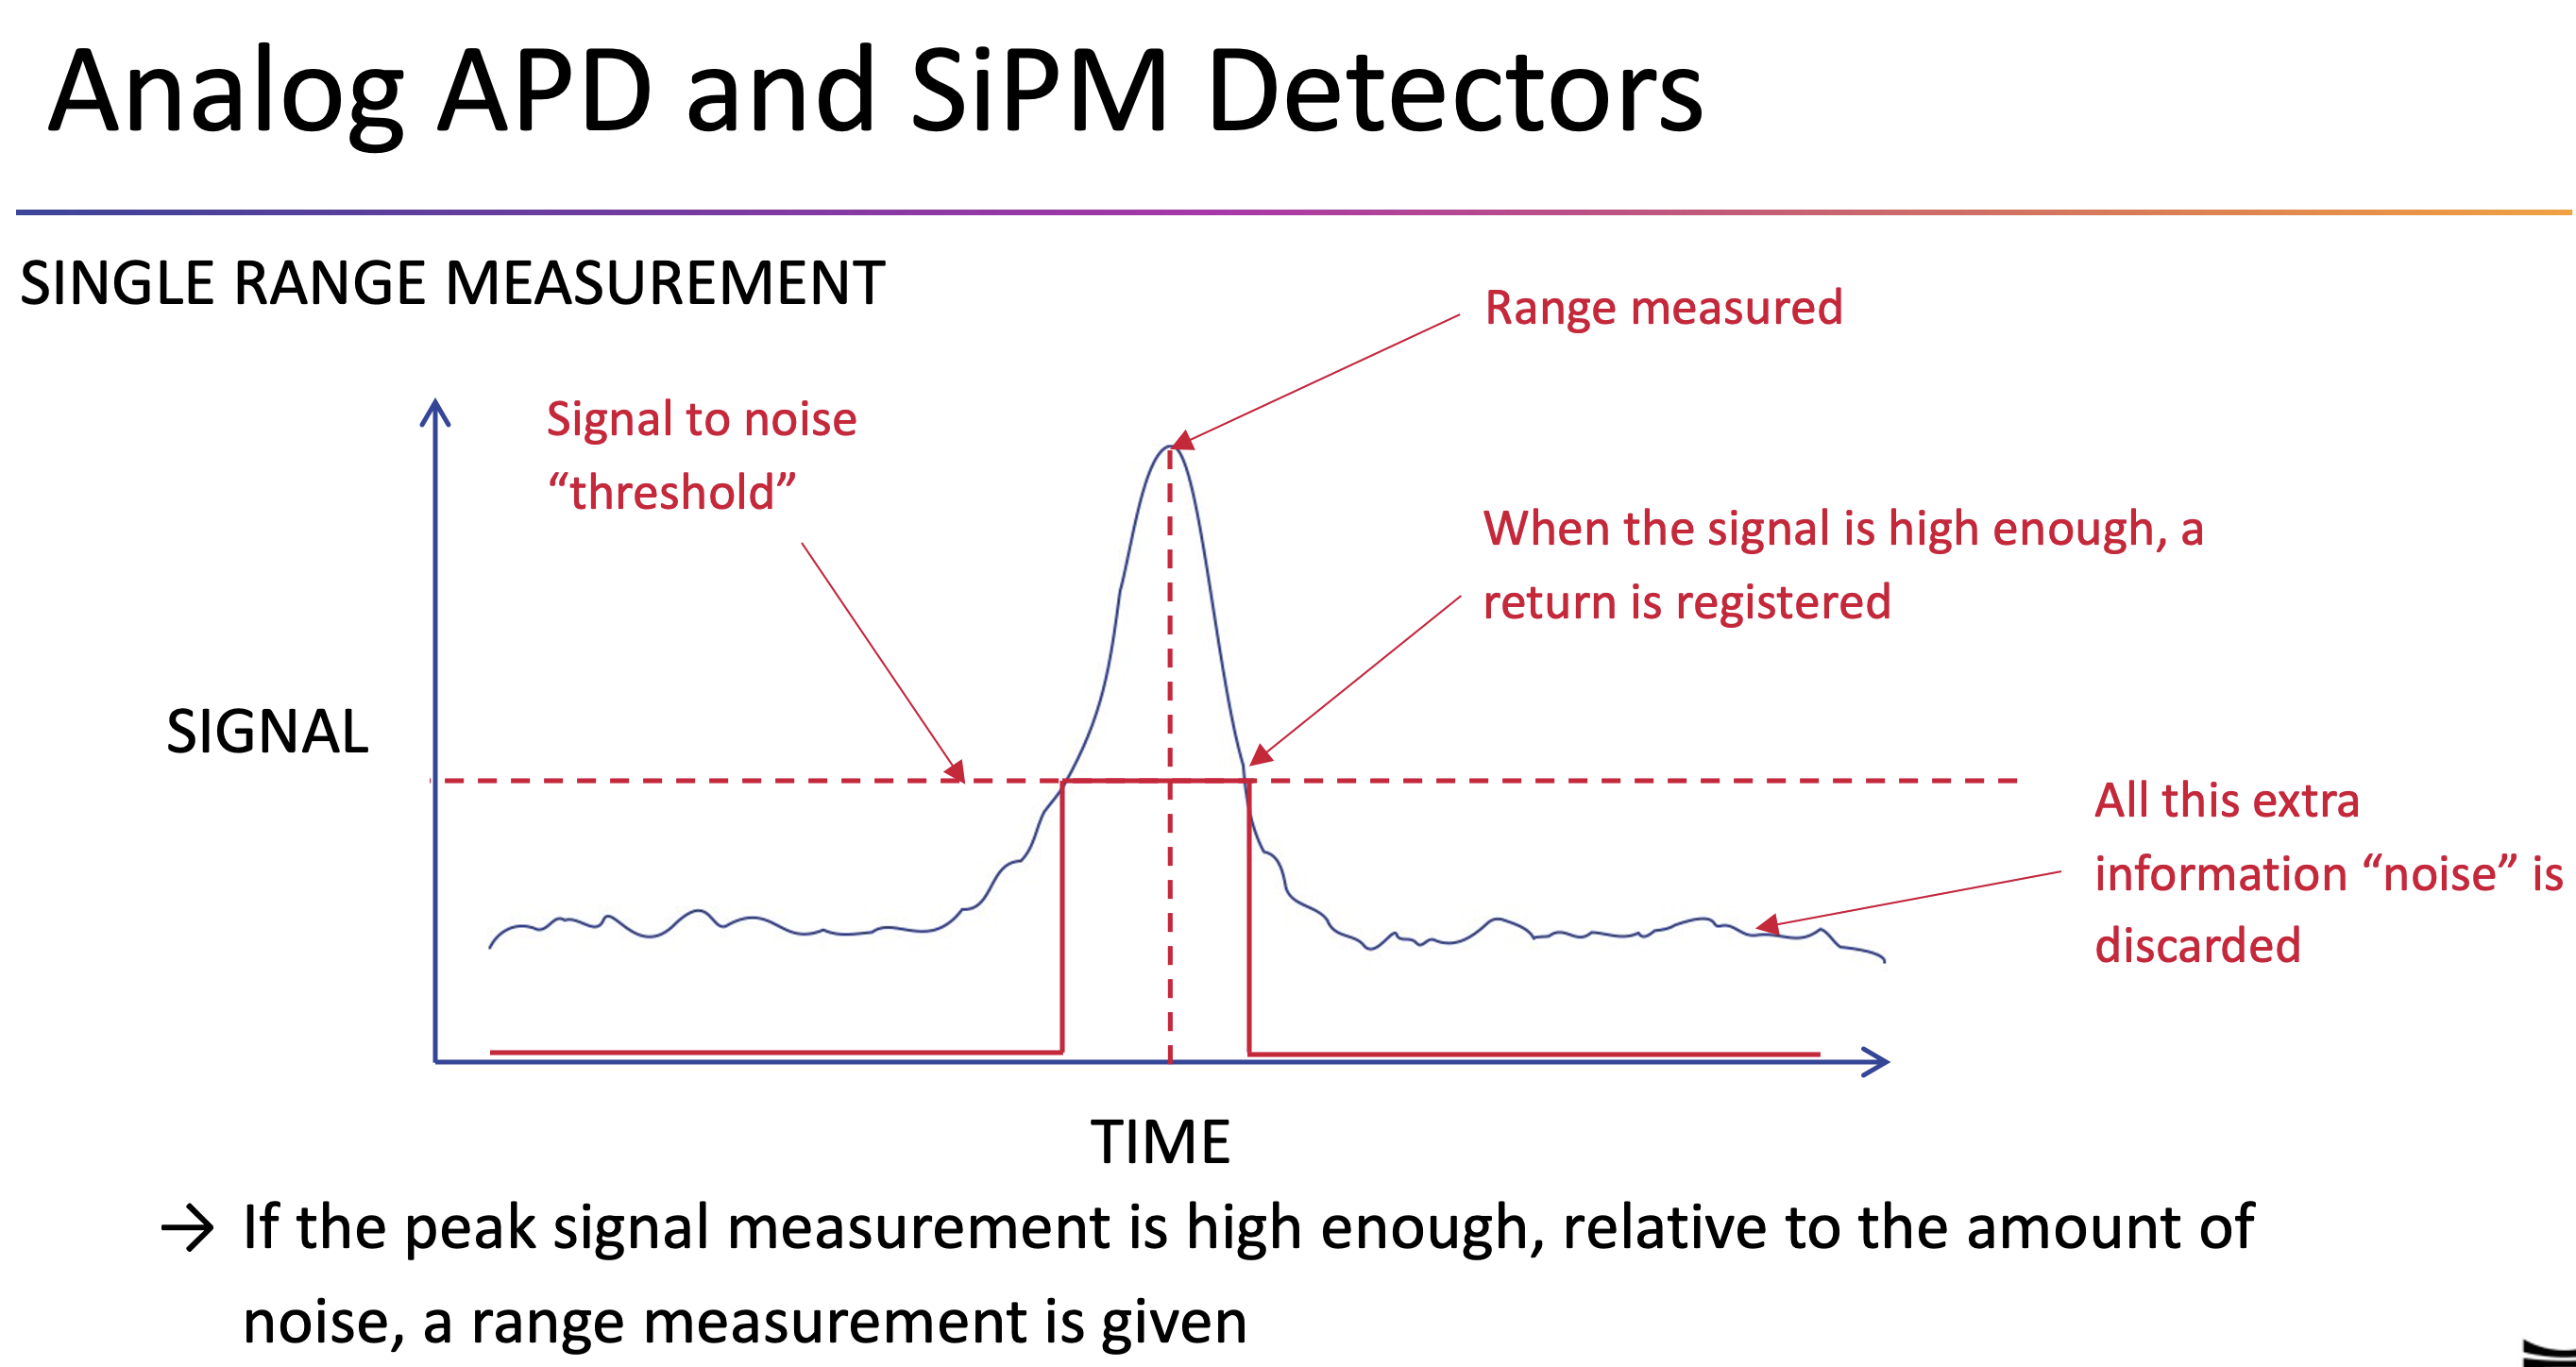 Analog APD and SiPM Detectors
SINGLE RANGE MEASUREMENT
Range measured
Signal to noise
“threshold”
When the signal is high enough, a
return is registered
SIGNAL
All this extra
information “noise” is
discarded
TIME
→ If the peak signal measurement is high enough, relative to the amount of
noise, a range measurement is given